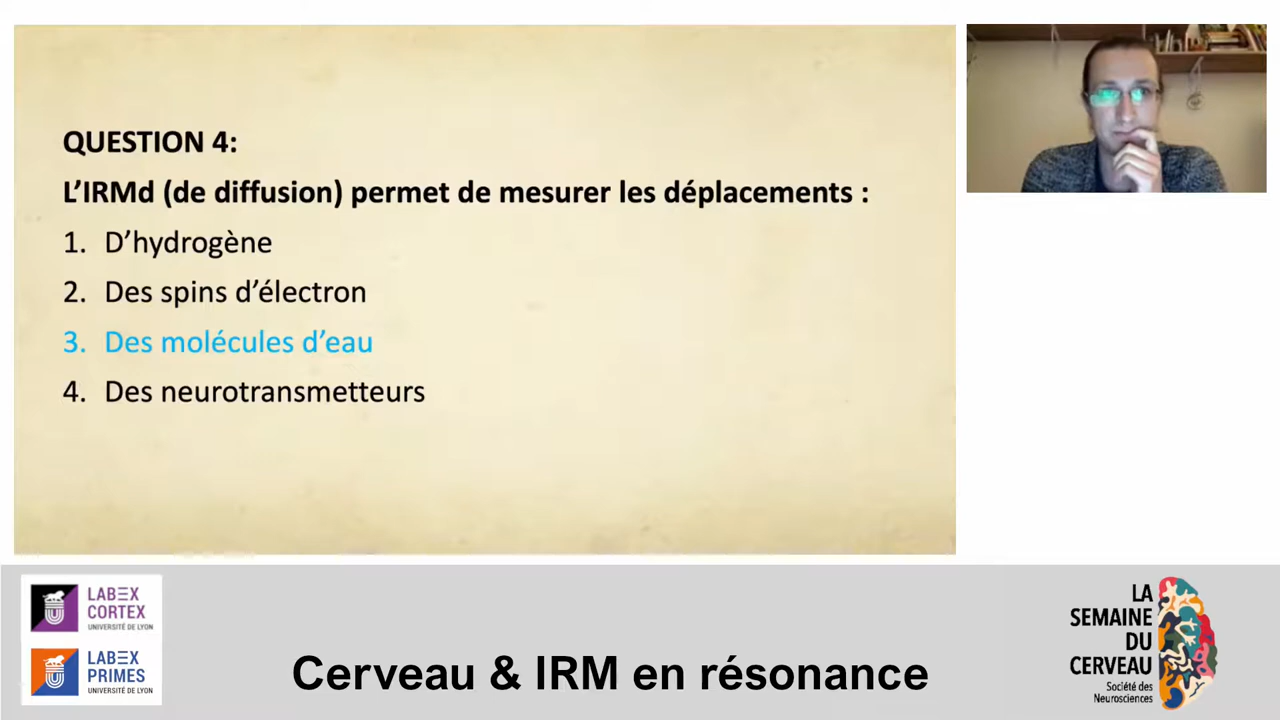 QUESTION 4:
L’IRMd (de diffusion) permet de mesurer les déplacements :
1. D’hydrogène
2. Des spins d’électron
3. Des molécules d’eau
4. Des neurotransmetteurs
LABEX
CORTEX
UNIVERSITÉ DE LYON
LABEX
PRIMES
UNIVERSITÉ DE LYON
Cerveau & IRM en résonance
LA
SEMAINE
DU
CERVEAU
Société des
Neurosciences